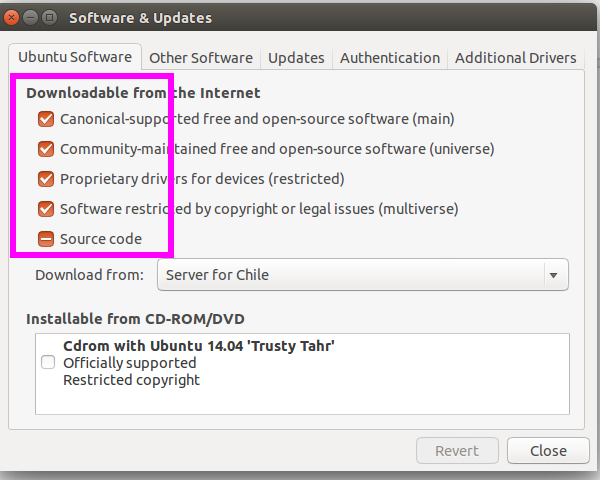 Software & Updates
Ubuntu Software Other Software Updates Authentication Additional Drivers
Downloadable from the Internet
Canonical-supported free and open-source software (main)
Community-maintained free and open-source software (universe)
Proprietary drivers for devices (restricted)
Software restricted by copyright or legal issues (multiverse)
Source code
Download from: Server for Chile
Installable from CD-ROM/DVD
Cdrom with Ubuntu 14.04 'Trusty Tahr'
Officially supported
Restricted copyright
Revert Close